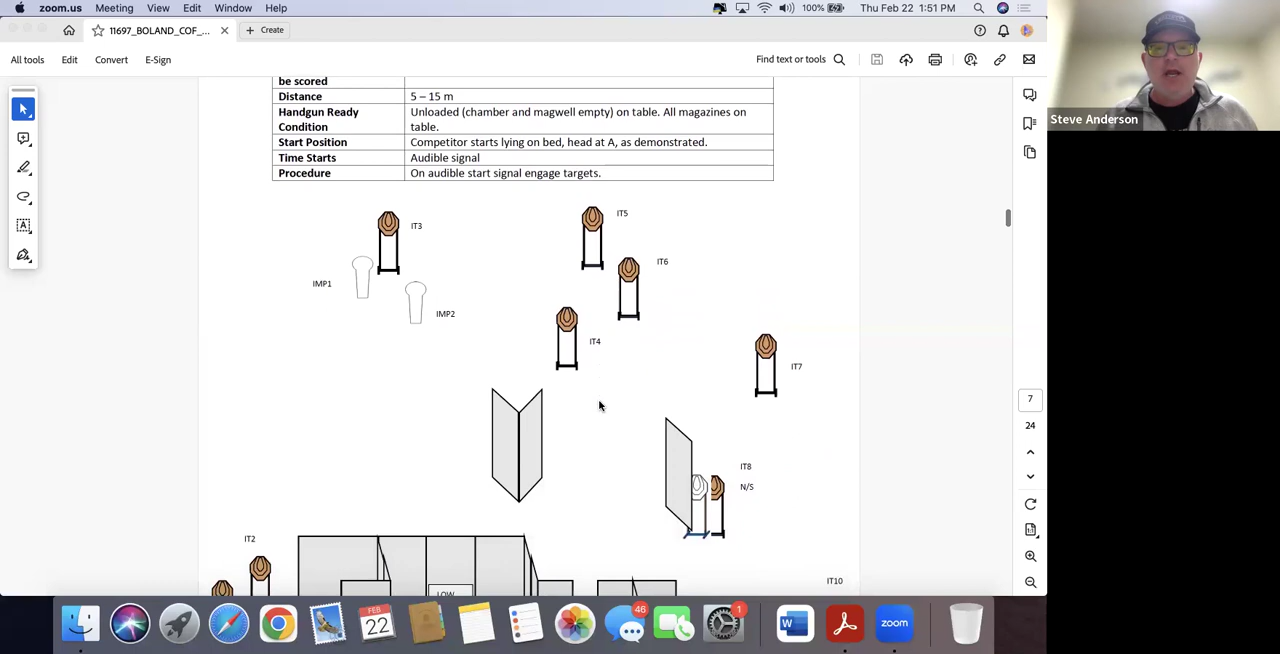 zoom.us Meeting View Edit Window Help 100% Thu Feb 22 1:51 PM
11697_BOLAND_COF_... Create
All tools Edit Convert E-Sign Find text or tools
be scored
Distance 5 – 15 m
Handgun Ready Unloaded (chamber and magwell empty) on table. All magazines on
Condition table.
Start Position Competitor starts lying on bed, head at A, as demonstrated.
Time Starts Audible signal
Procedure On audible start signal engage targets.
Steve Anderson
IT5
IT3
IT6
IMP1
IMP2
IT4
IT7
7
24
IT8
N/S
IT2
IT10
LOW
FEB
22
46
1
W
zoom